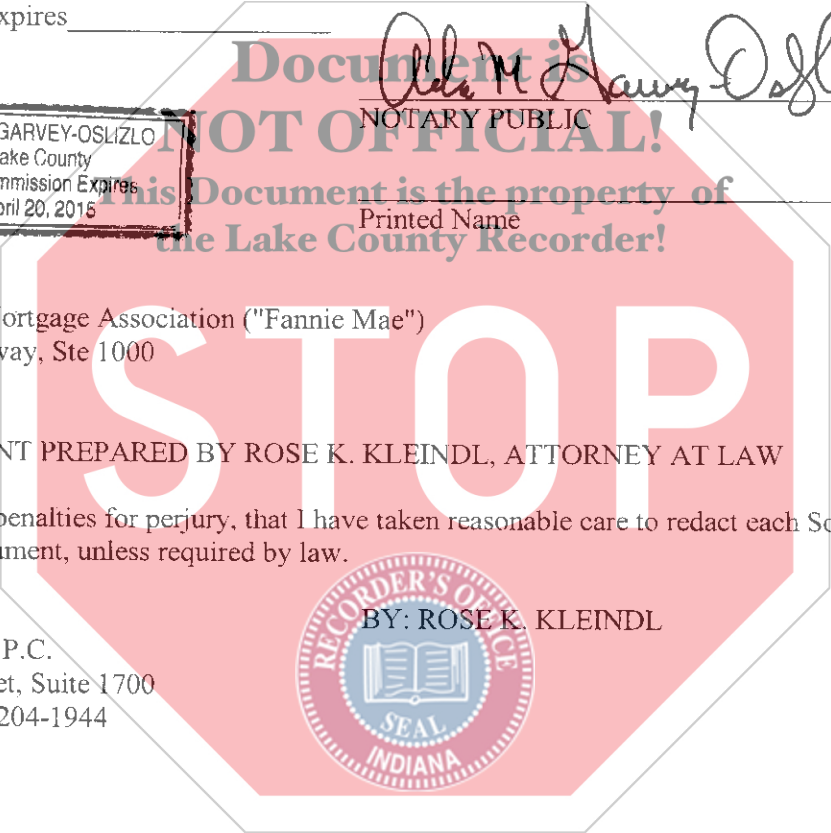 xpires
Document is
NOT OFFICIAL!
NOTARY PUBLIC
GARVEY-OSLIZLO
ake County
mmission Expires
pril 20, 2015
This Document is the property of
the Lake County Recorder!
Printed Name
ortgage Association ("Fannie Mae")
way, Ste 1000
STOP
NT PREPARED BY ROSE K. KLEINDL, ATTORNEY AT LAW
penalties for perjury, that I have taken reasonable care to redact each So
ument, unless required by law.
BY: ROSE K. KLEINDL
P.C.
et, Suite 1700
204-1944
RECORDER'S OFFICE
SEAL
INDIANA